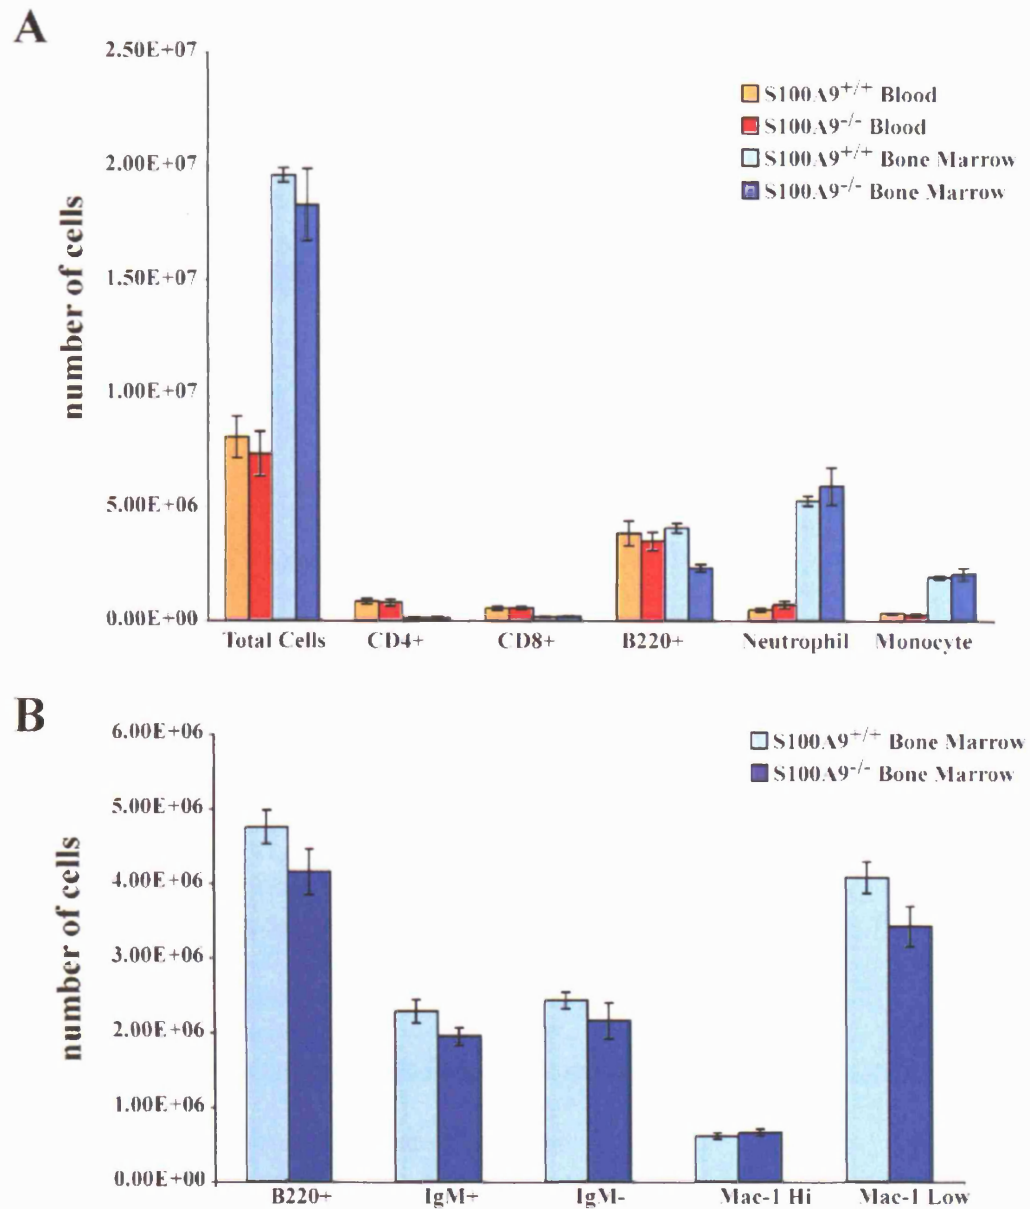 A
2.50E+07
2.00E+07
1.50E+07
1.00E+07
5.00E+06
0.00E+00
number of cells
S100A9+/+ Blood
S100A9-/- Blood
S100A9+/+ Bone Marrow
S100A9-/- Bone Marrow
Total Cells CD4+ CD8+ B220+ Neutrophil Monocyte
B
6.00E+06
5.00E+06
4.00E+06
3.00E+06
2.00E+06
1.00E+06
0.00E+00
number of cells
S100A9+/+ Bone Marrow
S100A9-/- Bone Marrow
B220+ IgM+ IgM- Mac-1 Hi Mac-1 Low